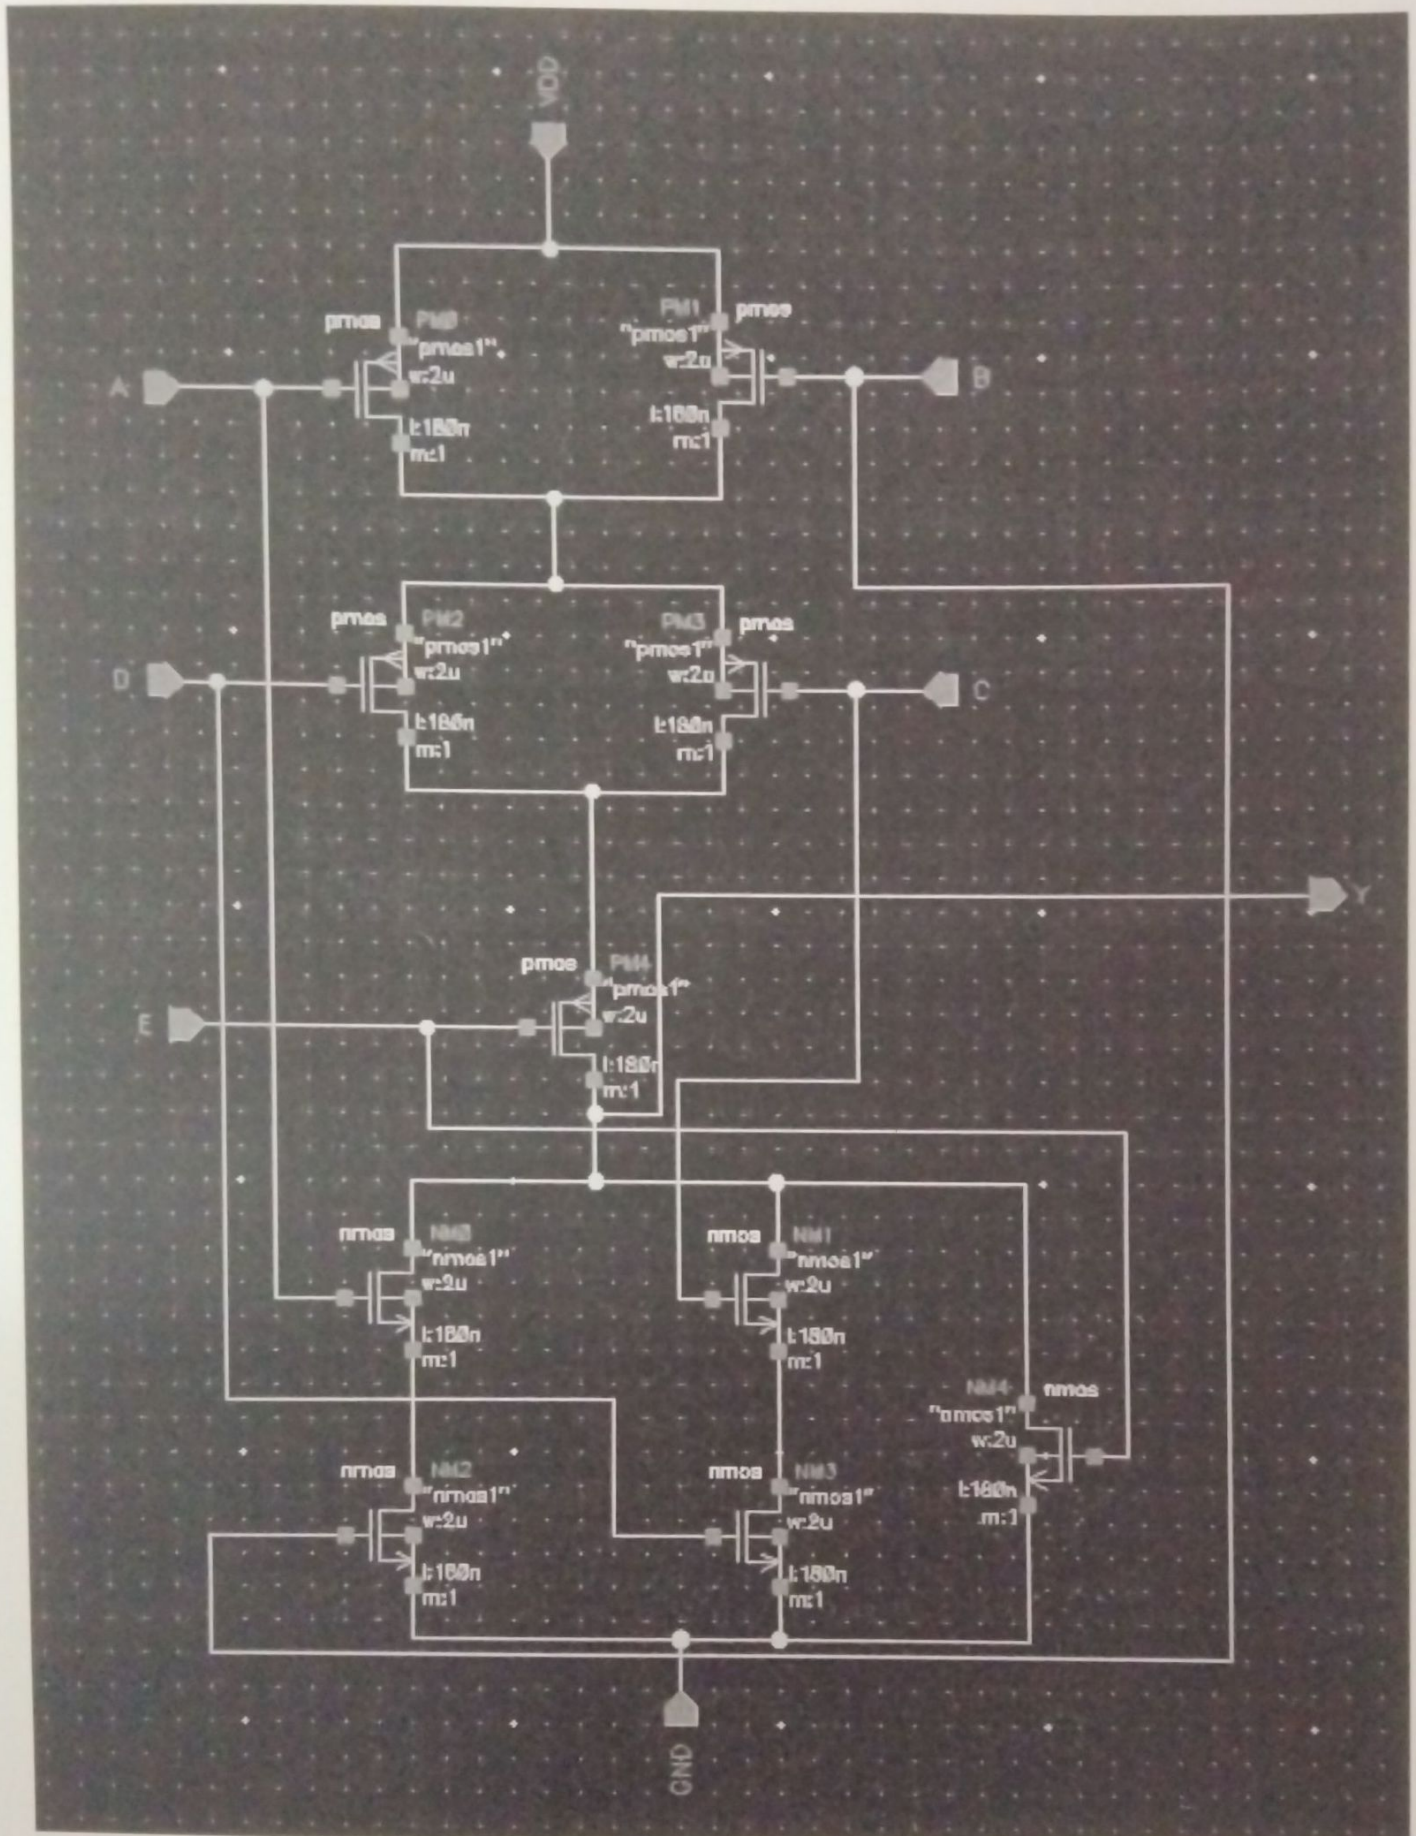 VDD
pmos PM0
"pmos1"
w:2u
l:180n
m:1
PM1 pmos
"pmos1"
w:2u
l:180n
m:1
A
B
pmos PM2
"pmos1"
w:2u
l:180n
m:1
PM3 pmos
"pmos1"
w:2u
l:180n
m:1
D
C
Y
pmos PM4
"pmos1"
w:2u
l:180n
m:1
E
nmos NM0
"nmos1"
w:2u
l:180n
m:1
nmos NM1
"nmos1"
w:2u
l:180n
m:1
NM4 nmos
"nmos1"
w:2u
l:180n
m:1
nmos NM2
"nmos1"
w:2u
l:180n
m:1
nmos NM3
"nmos1"
w:2u
l:180n
m:1
GND